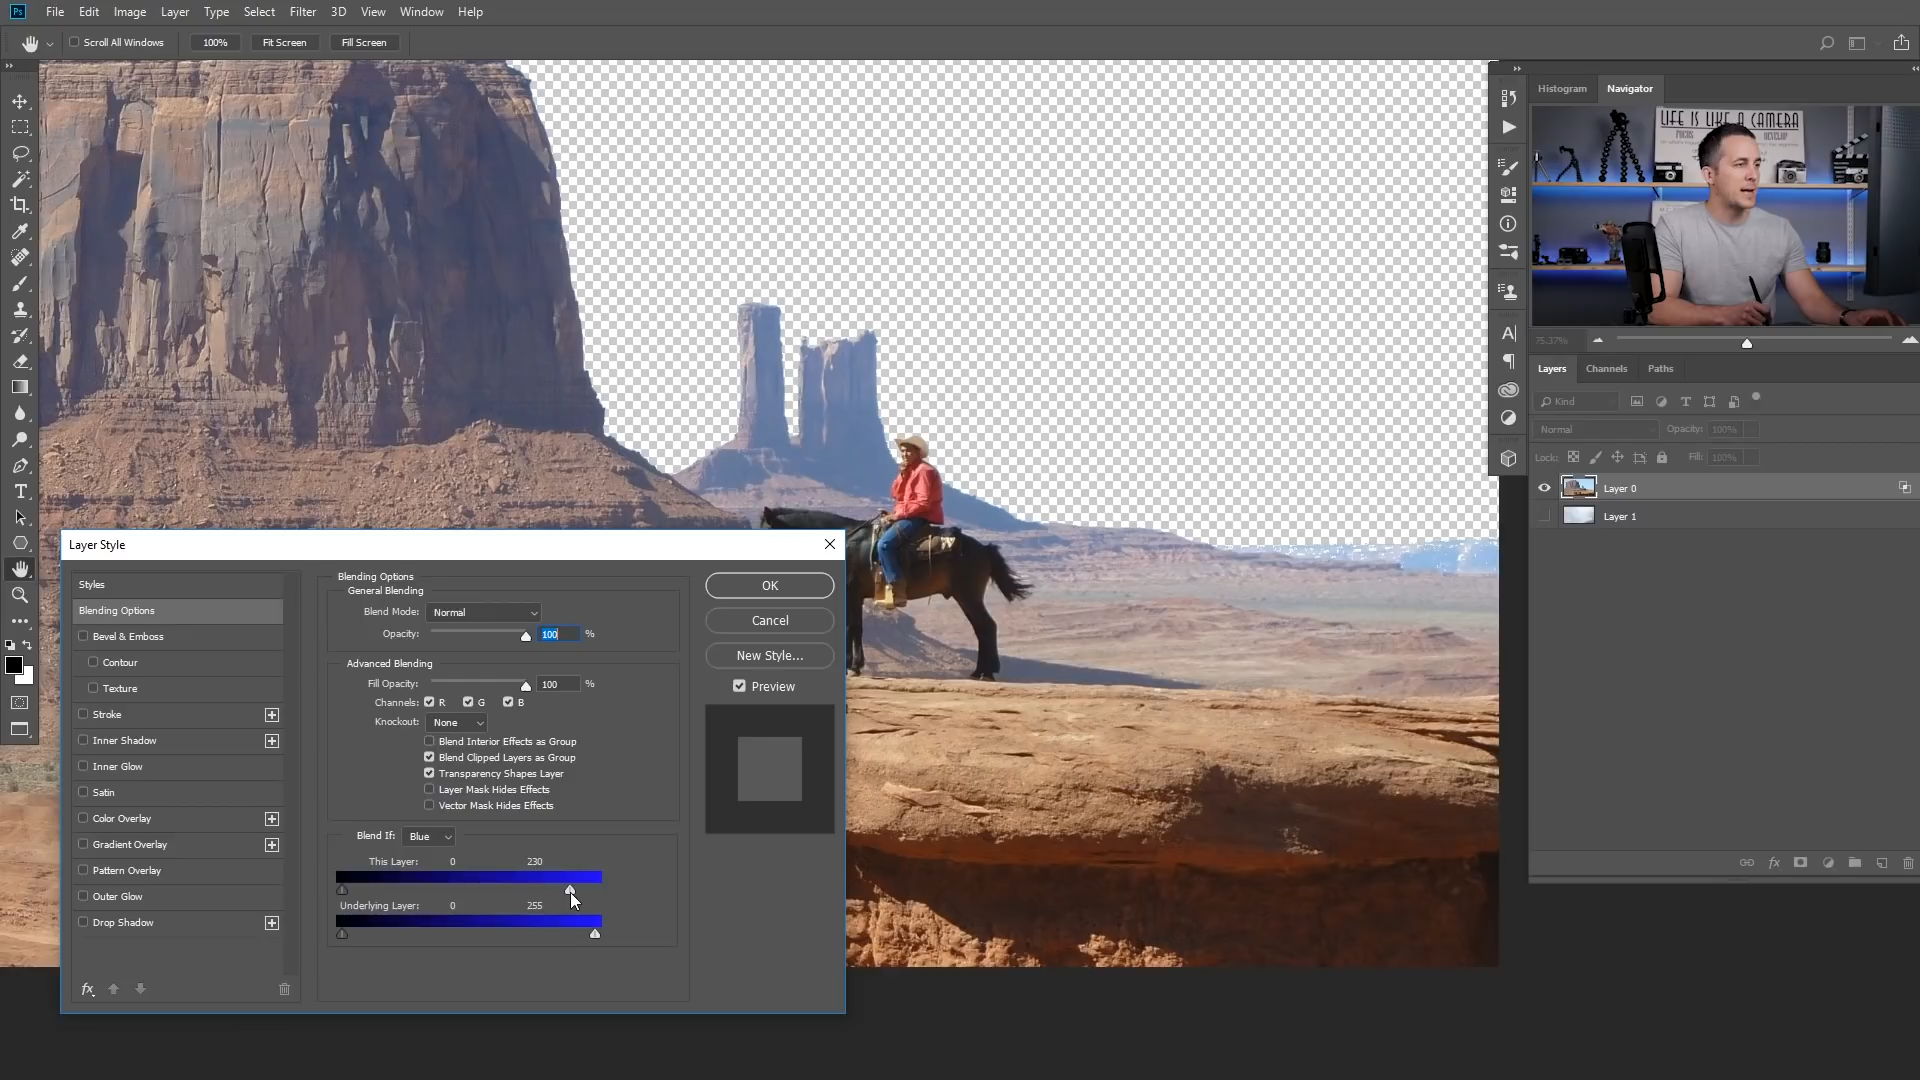 Ps File Edit Image Layer Type Select Filter 3D View Window Help
Scroll All Windows 100% Fit Screen Fill Screen
Histogram Navigator
LIFE IS LIKE A CAMERA
FOCUS DEVELOP
75.37%
Layers Channels Paths
Kind
Normal Opacity: 100%
Lock: Fill: 100%
Layer 0
Layer 1
Layer Style
Styles
Blending Options
Bevel & Emboss
Contour
Texture
Stroke
Inner Shadow
Inner Glow
Satin
Color Overlay
Gradient Overlay
Pattern Overlay
Outer Glow
Drop Shadow
fx
Blending Options
General Blending
Blend Mode: Normal
Opacity: 100 %
Advanced Blending
Fill Opacity: 100 %
Channels: R G B
Knockout: None
Blend Interior Effects as Group
Blend Clipped Layers as Group
Transparency Shapes Layer
Layer Mask Hides Effects
Vector Mask Hides Effects
Blend If: Blue
This Layer: 0 230
Underlying Layer: 0 255
OK
Cancel
New Style...
Preview
fx